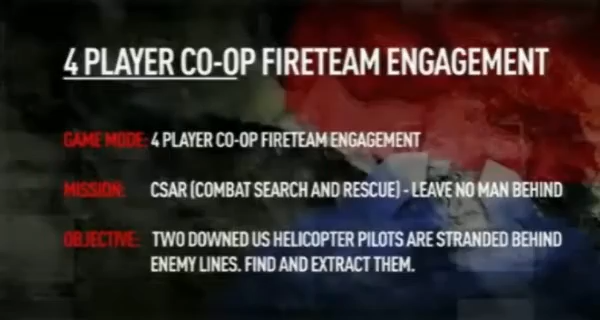 4 PLAYER CO-OP FIRETEAM ENGAGEMENT
GAME MODE: 4 PLAYER CO-OP FIRETEAM ENGAGEMENT
MISSION: CSAR (COMBAT SEARCH AND RESCUE) - LEAVE NO MAN BEHIND
OBJECTIVE: TWO DOWNED US HELICOPTER PILOTS ARE STRANDED BEHIND
ENEMY LINES. FIND AND EXTRACT THEM.